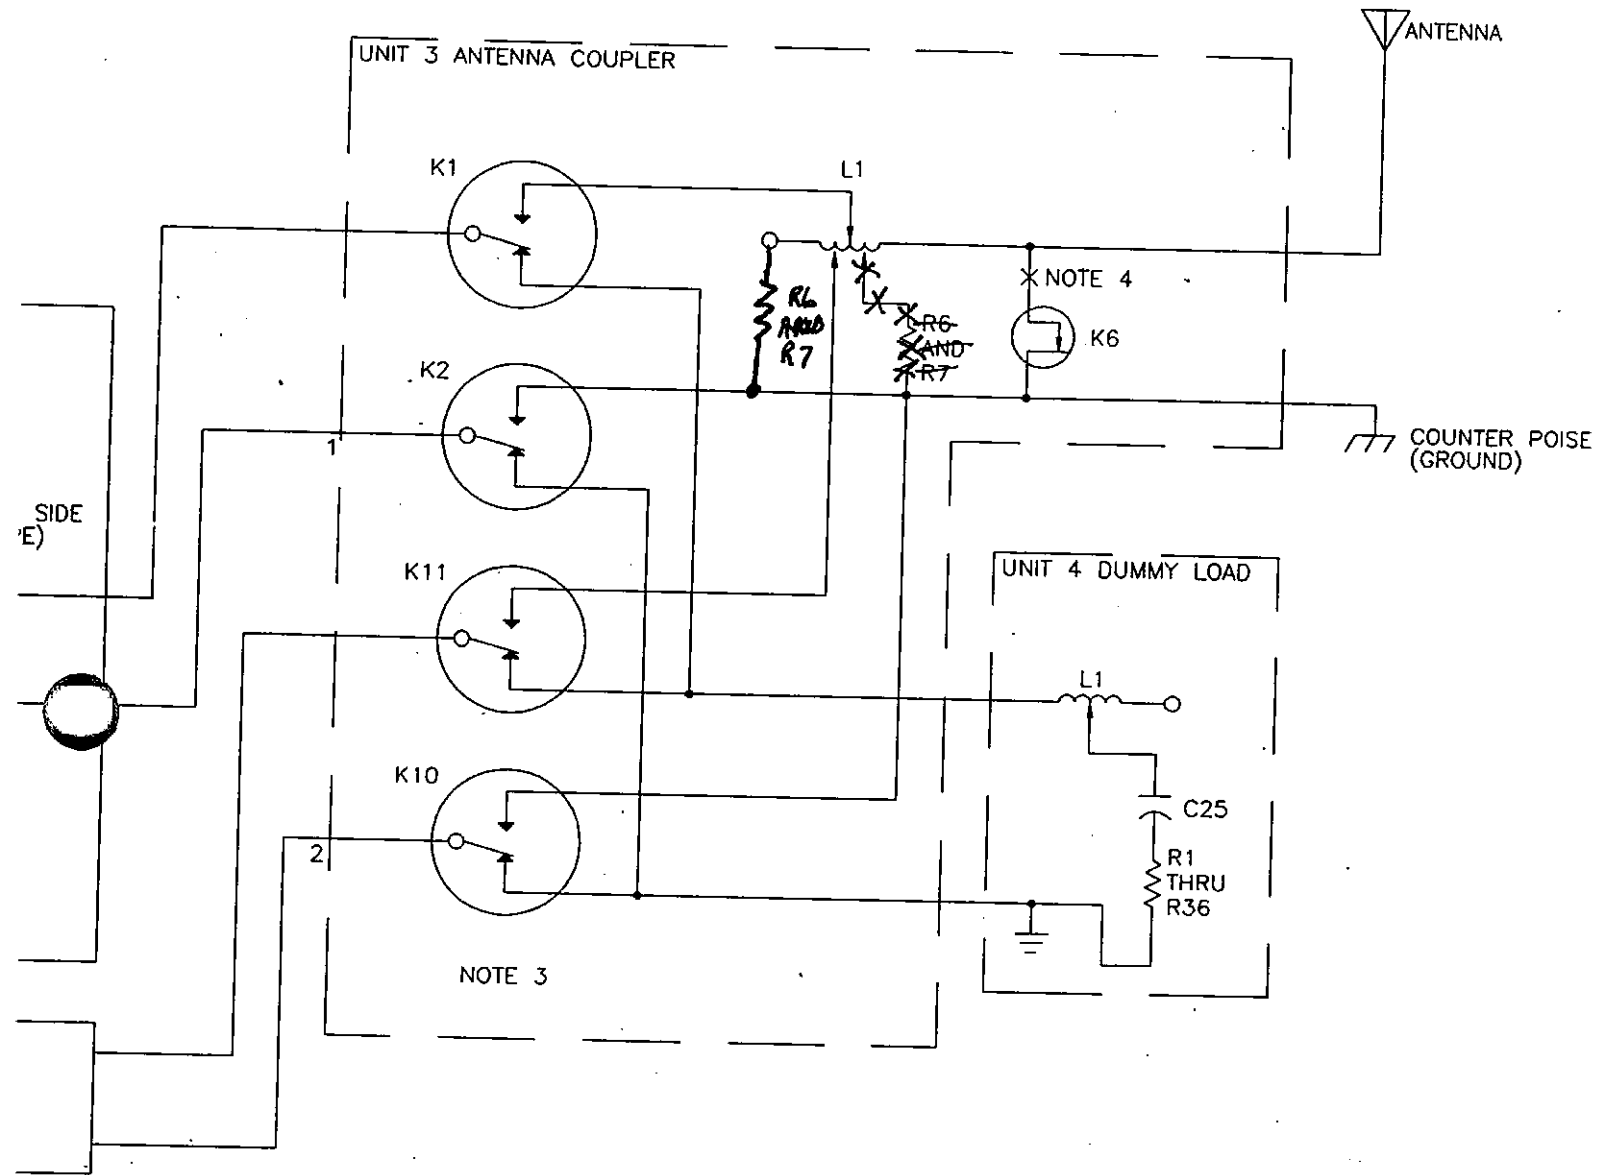 ANTENNA
UNIT 3 ANTENNA COUPLER
K1
L1
NOTE 4
R6
AND
R7
R6
AND
R7
K6
K2
1
COUNTER POISE
(GROUND)
SIDE
E)
K11
UNIT 4 DUMMY LOAD
L1
K10
C25
2
R1
THRU
R36
NOTE 3